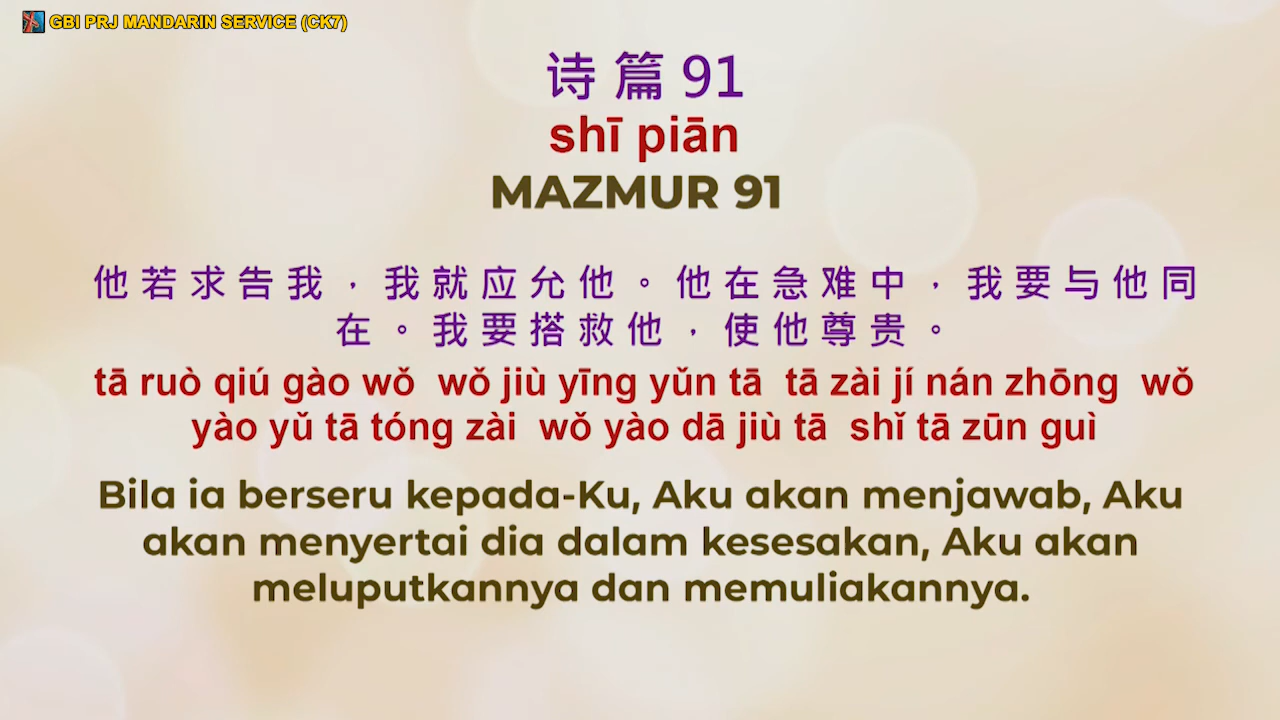 GBI PRJ MANDARIN SERVICE (CK7)
诗篇 91
shī piān
MAZMUR 91
他若求告我，我就应允他。他在急难中，我要与他同
在。我要搭救他，使他尊贵。
tā ruò qiú gào wǒ wǒ jiù yīng yǔn tā tā zài jí nán zhōng wǒ
yào yǔ tā tóng zài wǒ yào dā jiù tā shǐ tā zūn guì
Bila ia berseru kepada-Ku, Aku akan menjawab, Aku
akan menyertai dia dalam kesesakan, Aku akan
meluputkannya dan memuliakannya.